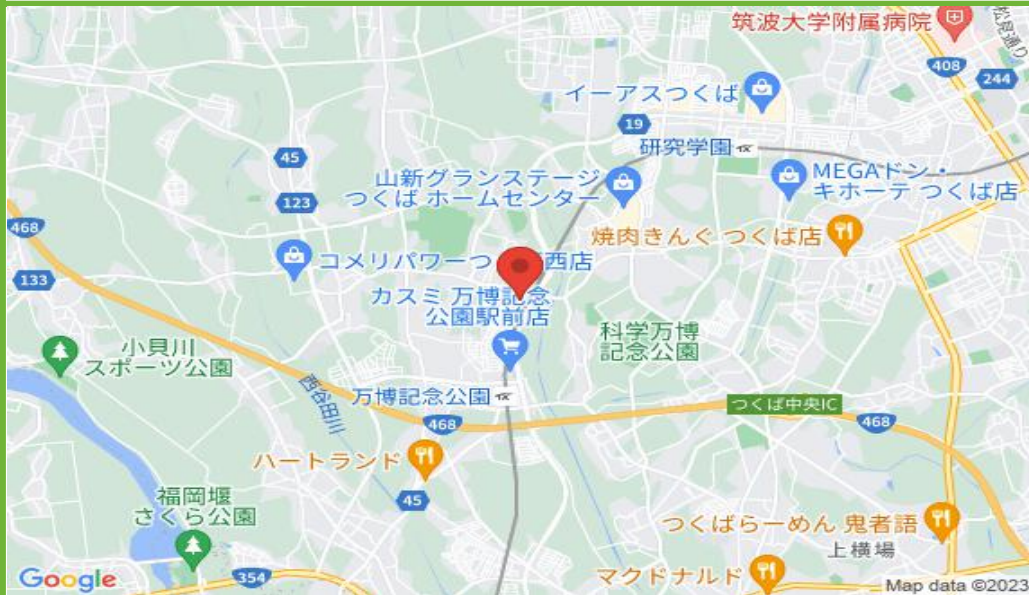 筑波大学附属病院
松見通り
408
244
イーアスつくば
19
研究学園
45
MEGAドン・
キホーテ つくば店
山新グランステージ
つくば ホームセンター
123
468
焼肉きんぐ つくば店
コメリパワーつ
西店
133
カスミ 万博記念
公園駅前店
科学万博
記念公園
小貝川
スポーツ公園
西谷田川
万博記念公園
つくば中央IC
468
468
ハートランド
45
福岡堰
さくら公園
つくばらーめん 鬼者語
上横場
Google
354
マクドナルド
Map data ©2023